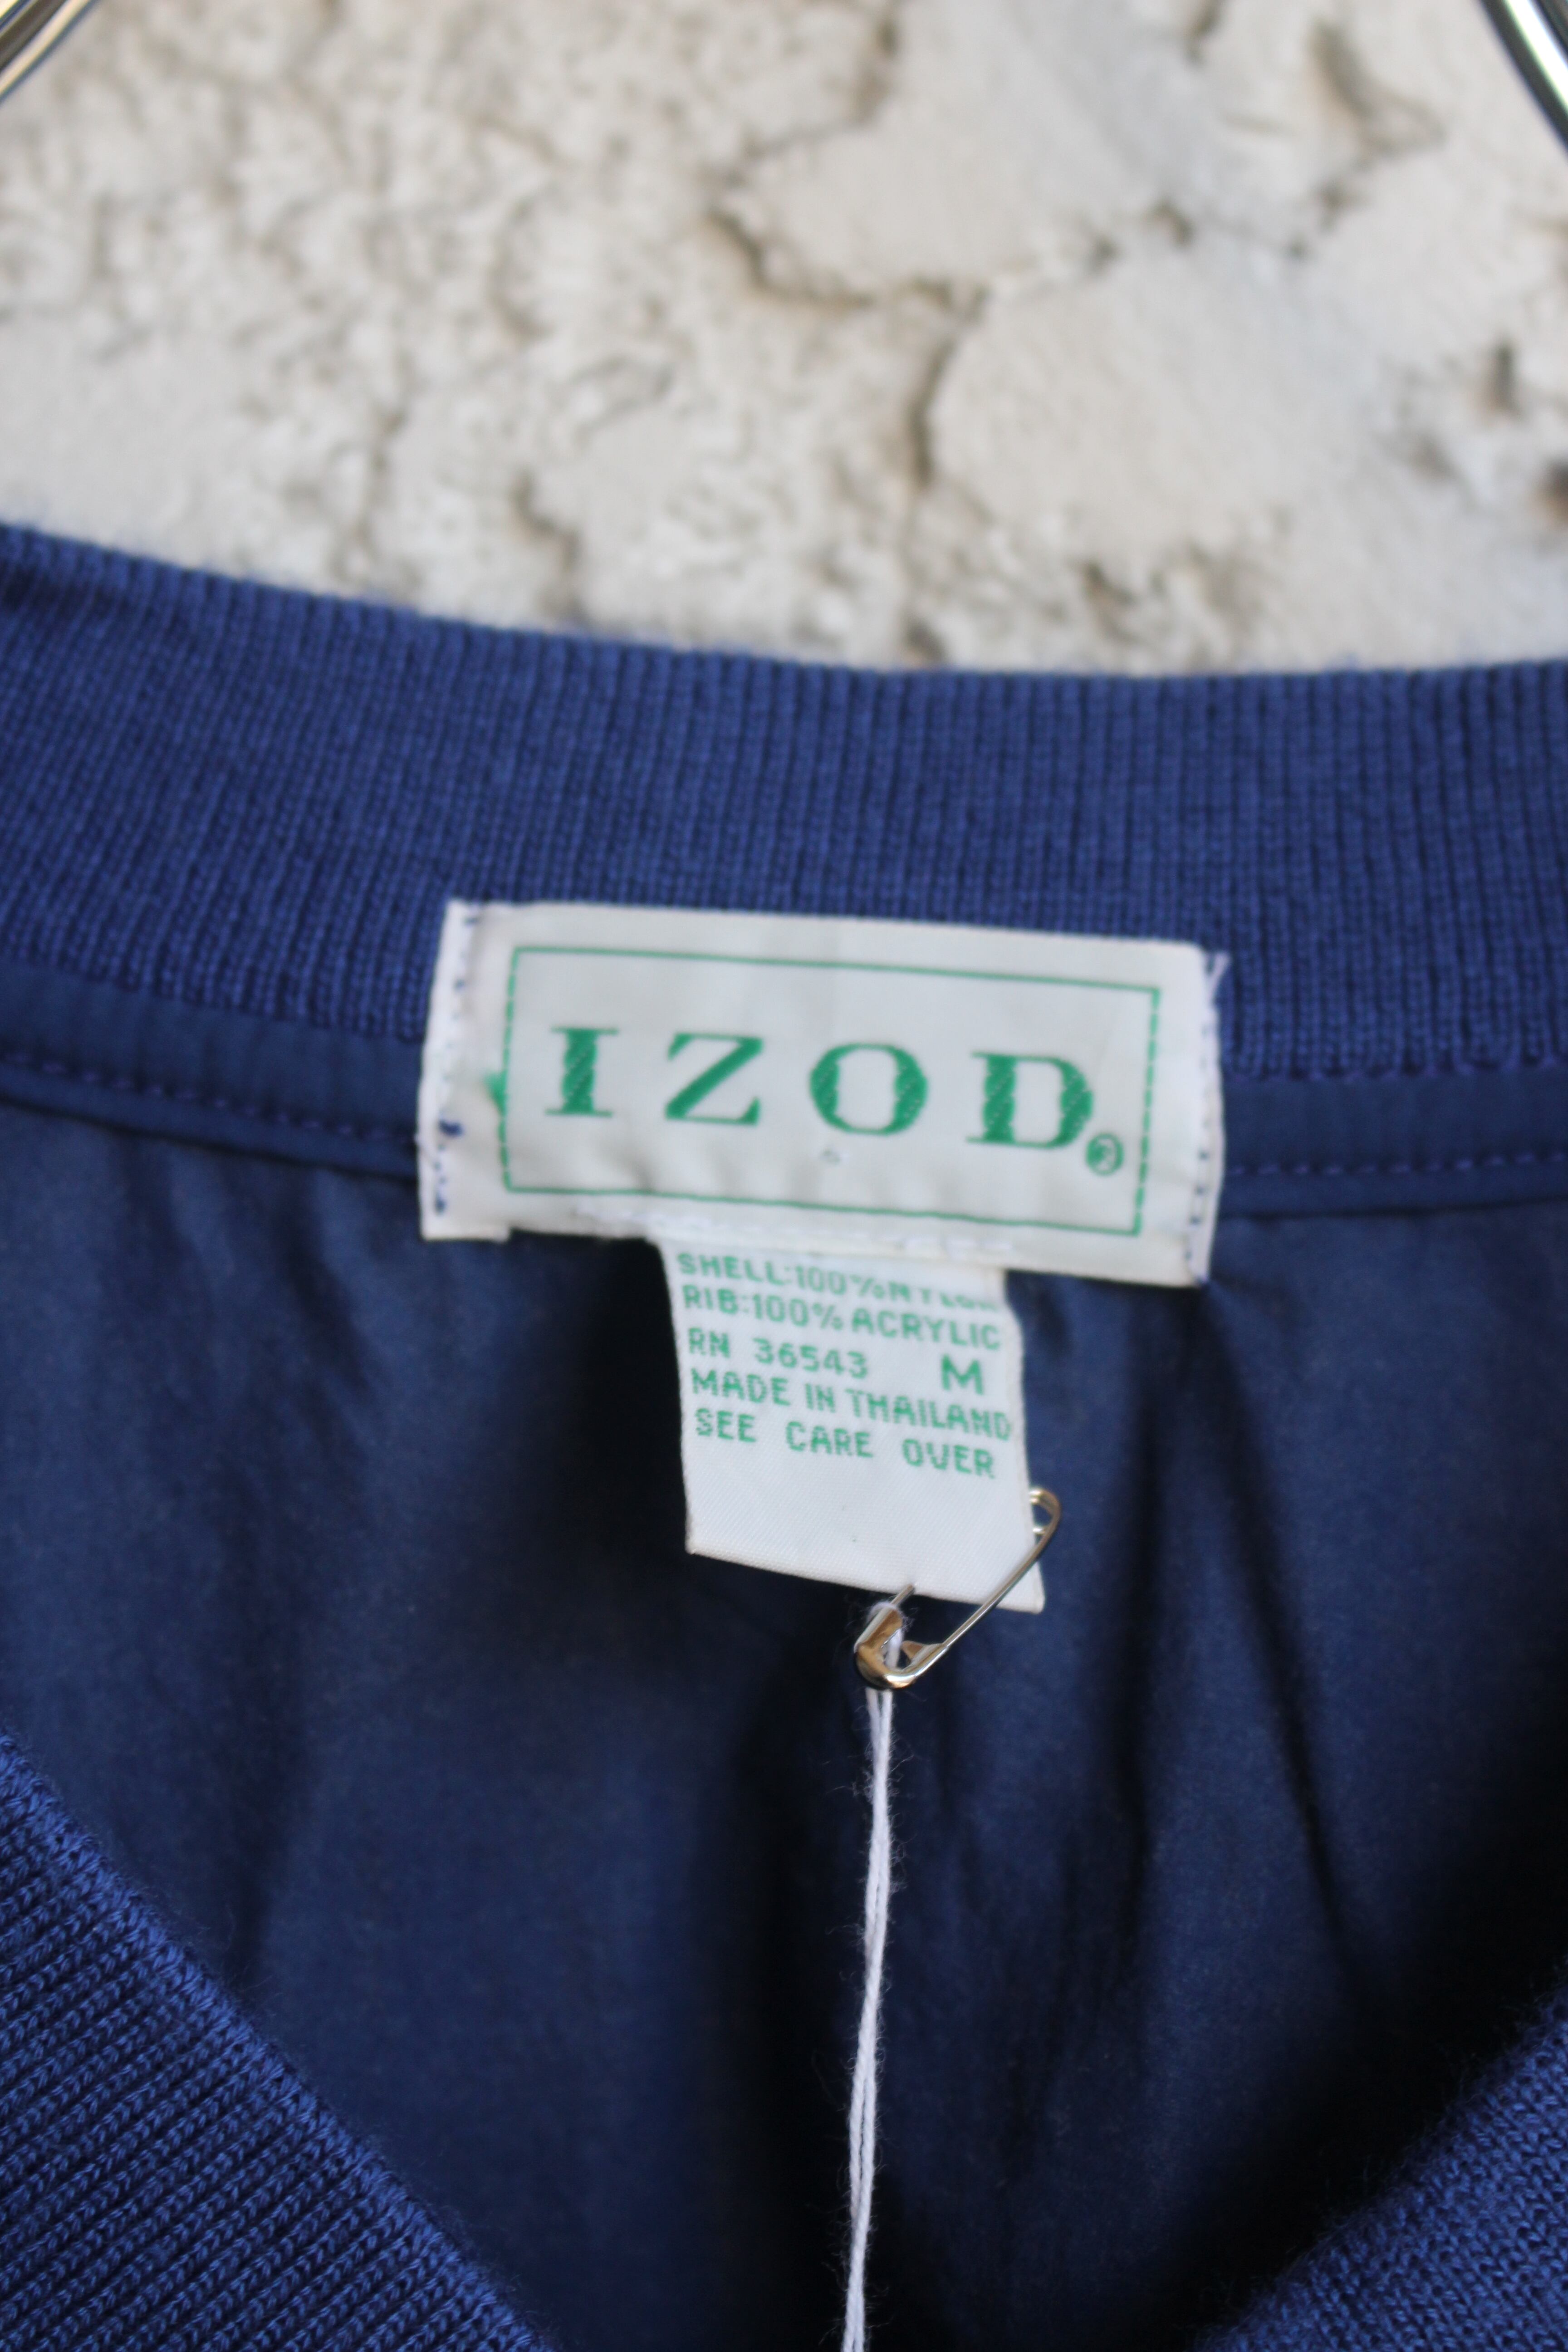 IZOD®
SHELL:100%NYLON
RIB:100% ACRYLIC
RN 36543 M
MADE IN THAILAND
SEE CARE OVER